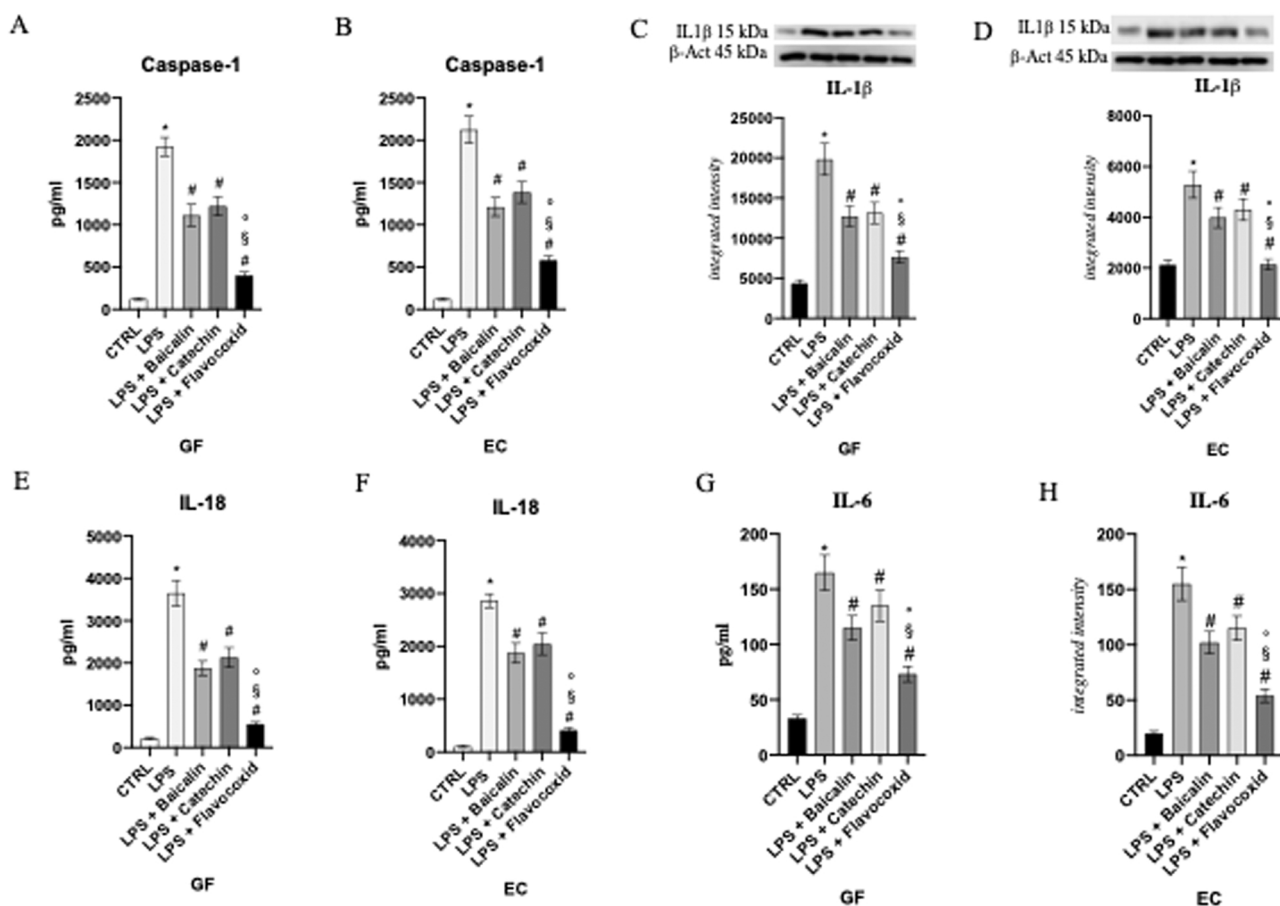 A
Caspase-1
pg/ml
2500
2000
1500
1000
500
0
*
#
#
°
§
#
CTRL
LPS
LPS + Baicalin
LPS + Catechin
LPS + Flavocoxid
GF
B
Caspase-1
pg/ml
2500
2000
1500
1000
500
0
*
#
#
°
§
#
CTRL
LPS
LPS + Baicalin
LPS + Catechin
LPS + Flavocoxid
EC
C
IL1β 15 kDa
β-Act 45 kDa
IL-1β
integrated intensity
25000
20000
15000
10000
5000
0
*
#
#
°
§
#
CTRL
LPS
LPS + Baicalin
LPS + Catechin
LPS + Flavocoxid
GF
D
IL1β 15 kDa
β-Act 45 kDa
IL-1β
integrated intensity
8000
6000
4000
2000
0
*
#
#
°
§
#
CTRL
LPS
LPS + Baicalin
LPS + Catechin
LPS + Flavocoxid
EC
E
IL-18
pg/ml
5000
4000
3000
2000
1000
0
*
#
#
°
§
#
CTRL
LPS
LPS + Baicalin
LPS + Catechin
LPS + Flavocoxid
GF
F
IL-18
pg/ml
4000
3000
2000
1000
0
*
#
#
°
§
#
CTRL
LPS
LPS + Baicalin
LPS + Catechin
LPS + Flavocoxid
EC
G
IL-6
pg/ml
200
150
100
50
0
*
#
#
°
§
#
CTRL
LPS
LPS + Baicalin
LPS + Catechin
LPS + Flavocoxid
GF
H
IL-6
integrated intensity
200
150
100
50
0
*
#
#
°
§
#
CTRL
LPS
LPS + Baicalin
LPS + Catechin
LPS + Flavocoxid
EC